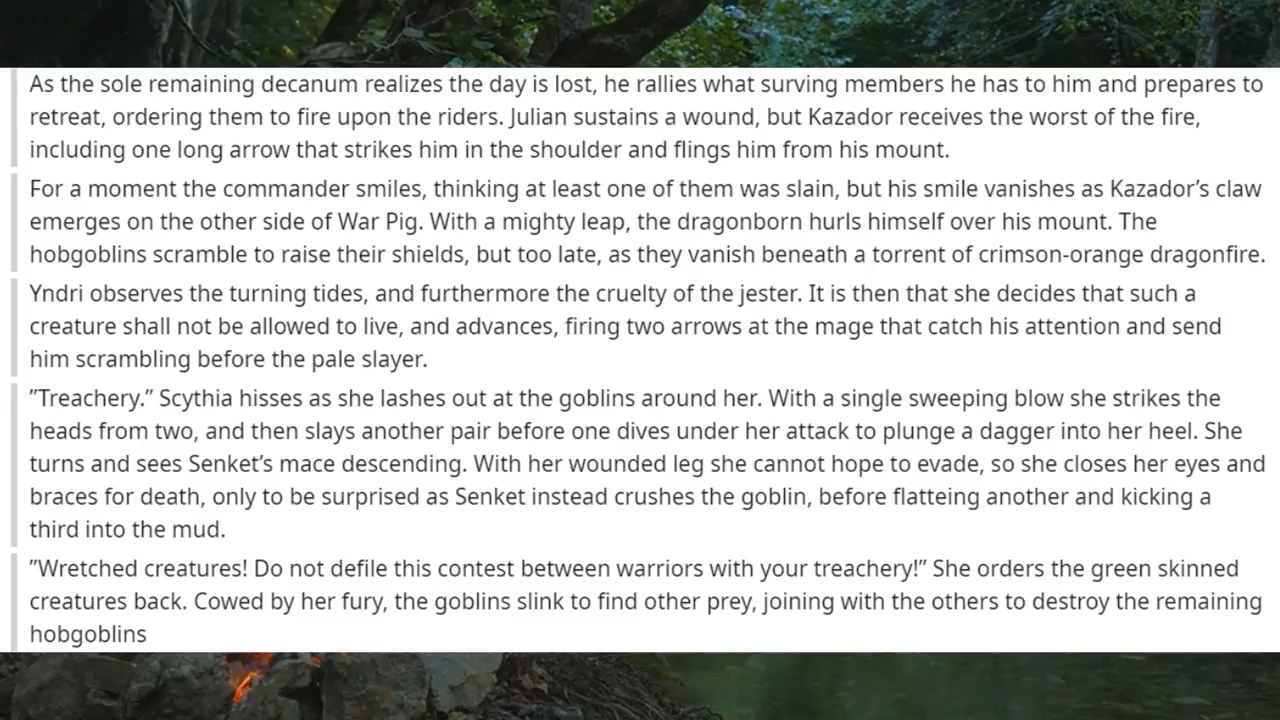 As the sole remaining decanum realizes the day is lost, he rallies what surving members he has to him and prepares to
retreat, ordering them to fire upon the riders. Julian sustains a wound, but Kazador receives the worst of the fire,
including one long arrow that strikes him in the shoulder and flings him from his mount.
For a moment the commander smiles, thinking at least one of them was slain, but his smile vanishes as Kazador’s claw
emerges on the other side of War Pig. With a mighty leap, the dragonborn hurls himself over his mount. The
hobgoblins scramble to raise their shields, but too late, as they vanish beneath a torrent of crimson-orange dragonfire.
Yndri observes the turning tides, and furthermore the cruelty of the jester. It is then that she decides that such a
creature shall not be allowed to live, and advances, firing two arrows at the mage that catch his attention and send
him scrambling before the pale slayer.
”Treachery.” Scythia hisses as she lashes out at the goblins around her. With a single sweeping blow she strikes the
heads from two, and then slays another pair before one dives under her attack to plunge a dagger into her heel. She
turns and sees Senket’s mace descending. With her wounded leg she cannot hope to evade, so she closes her eyes and
braces for death, only to be surprised as Senket instead crushes the goblin, before flatteing another and kicking a
third into the mud.
”Wretched creatures! Do not defile this contest between warriors with your treachery!” She orders the green skinned
creatures back. Cowed by her fury, the goblins slink to find other prey, joining with the others to destroy the remaining
hobgoblins